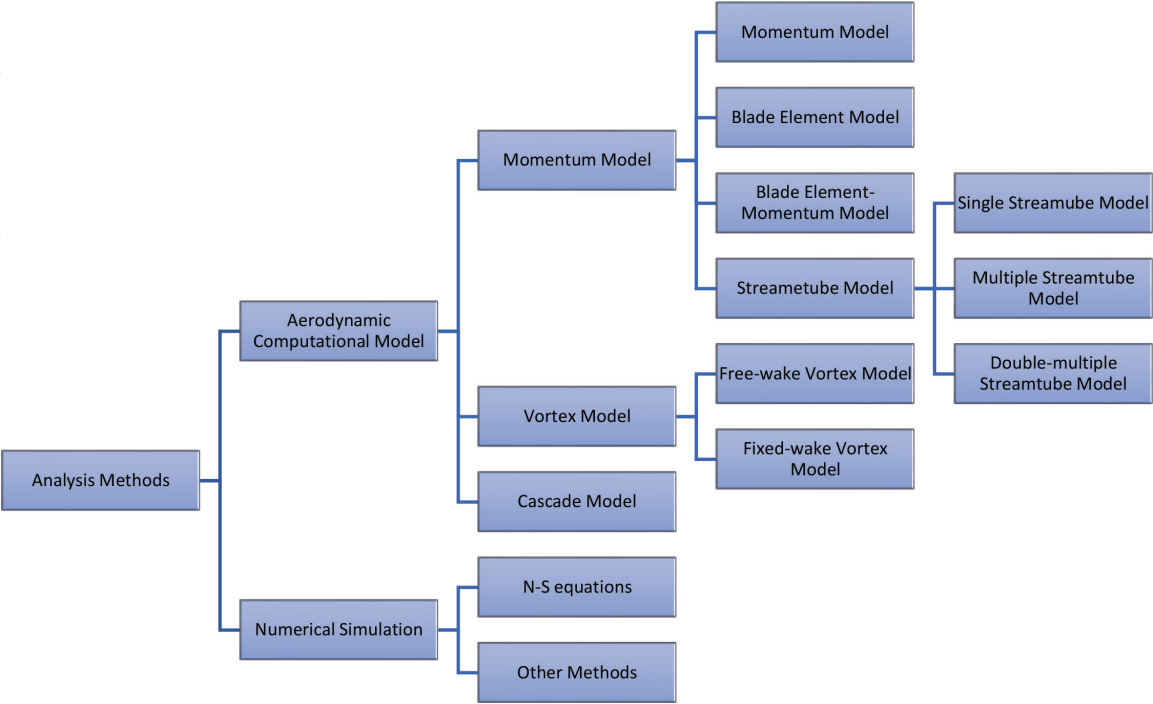 Momentum Model
Blade Element Model
Momentum Model
Blade Element-
Momentum Model
Single Streamube Model
Streametube Model
Multiple Streamtube
Model
Aerodynamic
Computational Model
Free-wake Vortex Model
Double-multiple
Streamtube Model
Vortex Model
Fixed-wake Vortex
Model
Analysis Methods
Cascade Model
N-S equations
Numerical Simulation
Other Methods